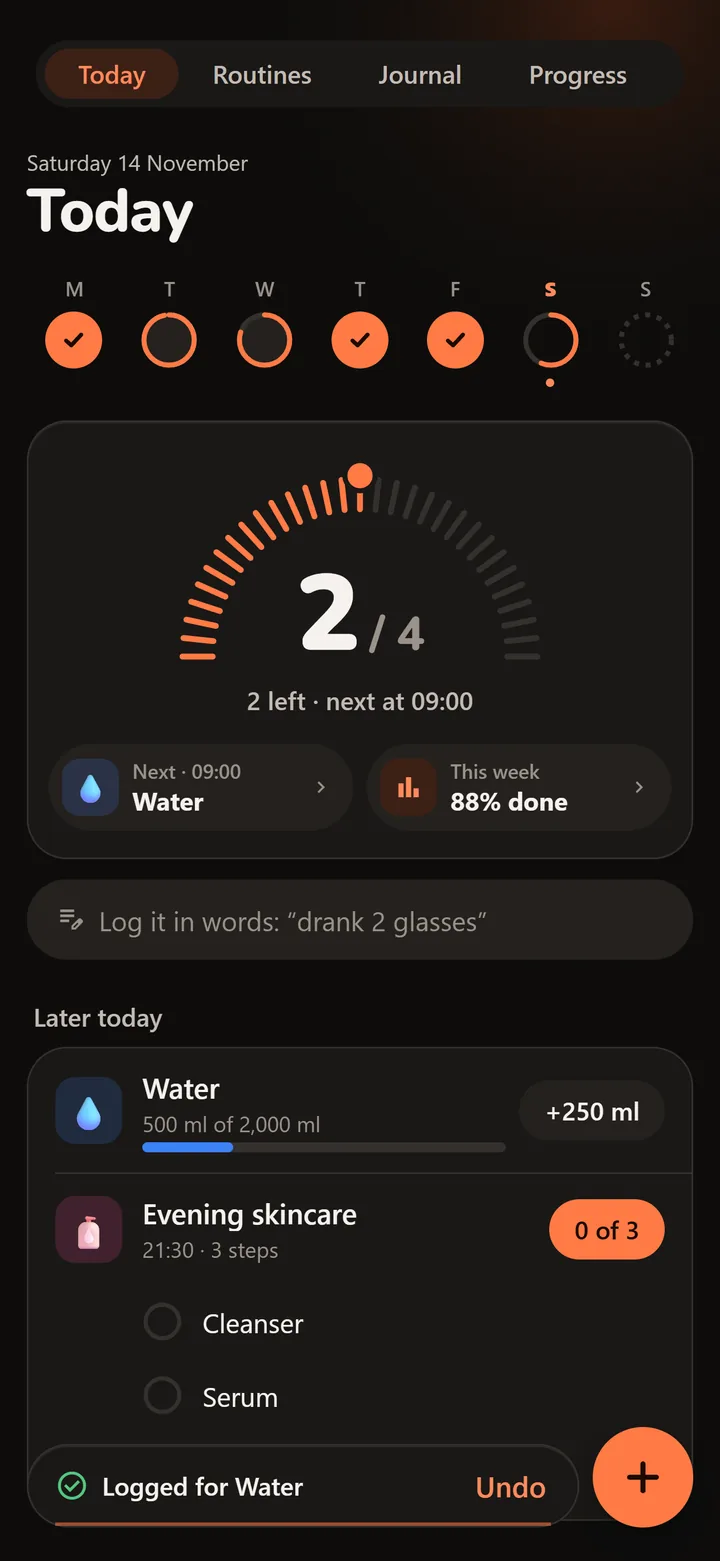 Today Routines Journal Progress
Saturday 14 November
Today
M T W T F S S
2 / 4
2 left · next at 09:00
Next · 09:00
Water
This week
88% done
Log it in words: “drank 2 glasses”
Later today
Water
500 ml of 2,000 ml
+250 ml
Evening skincare
21:30 · 3 steps
0 of 3
Cleanser
Serum
Logged for Water
Undo